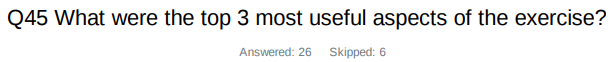 Q45 What were the top 3 most useful aspects of the exercise?
Answered: 26 Skipped: 6